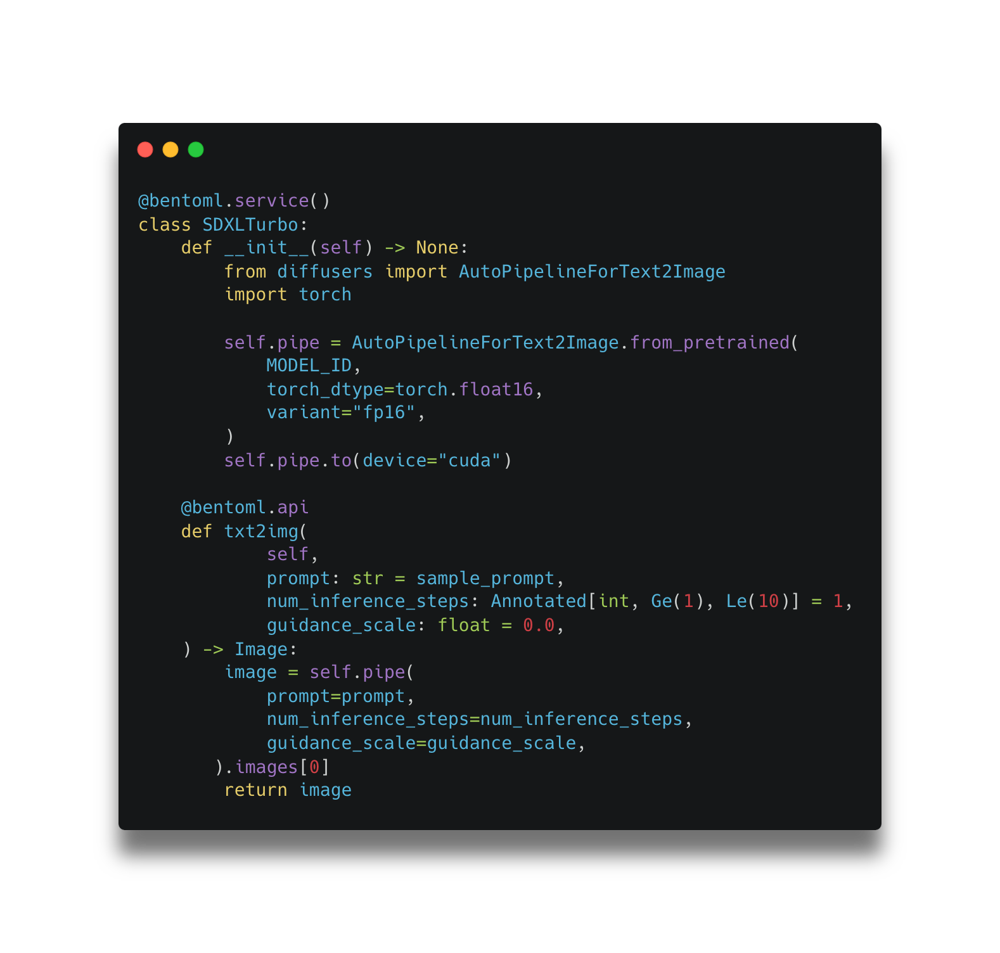 @bentoml.service()
class SDXLTurbo:
    def __init__(self) -> None:
        from diffusers import AutoPipelineForText2Image
        import torch

        self.pipe = AutoPipelineForText2Image.from_pretrained(
            MODEL_ID,
            torch_dtype=torch.float16,
            variant="fp16",
        )
        self.pipe.to(device="cuda")

    @bentoml.api
    def txt2img(
            self,
            prompt: str = sample_prompt,
            num_inference_steps: Annotated[int, Ge(1), Le(10)] = 1,
            guidance_scale: float = 0.0,
    ) -> Image:
        image = self.pipe(
            prompt=prompt,
            num_inference_steps=num_inference_steps,
            guidance_scale=guidance_scale,
       ).images[0]
        return image